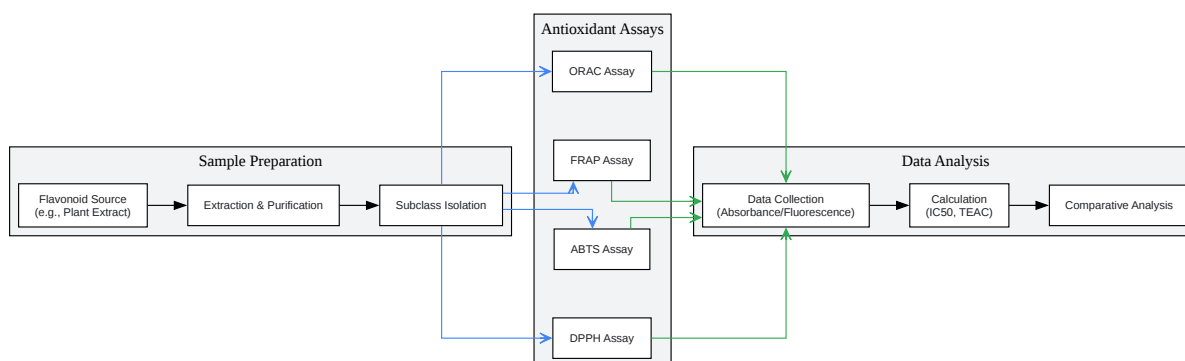 Antioxidant Assays
ORAC Assay
FRAP Assay
ABTS Assay
DPPH Assay
Sample Preparation
Flavonoid Source
(e.g., Plant Extract)
Extraction & Purification
Subclass Isolation
Data Analysis
Data Collection
(Absorbance/Fluorescence)
Calculation
(IC50, TEAC)
Comparative Analysis